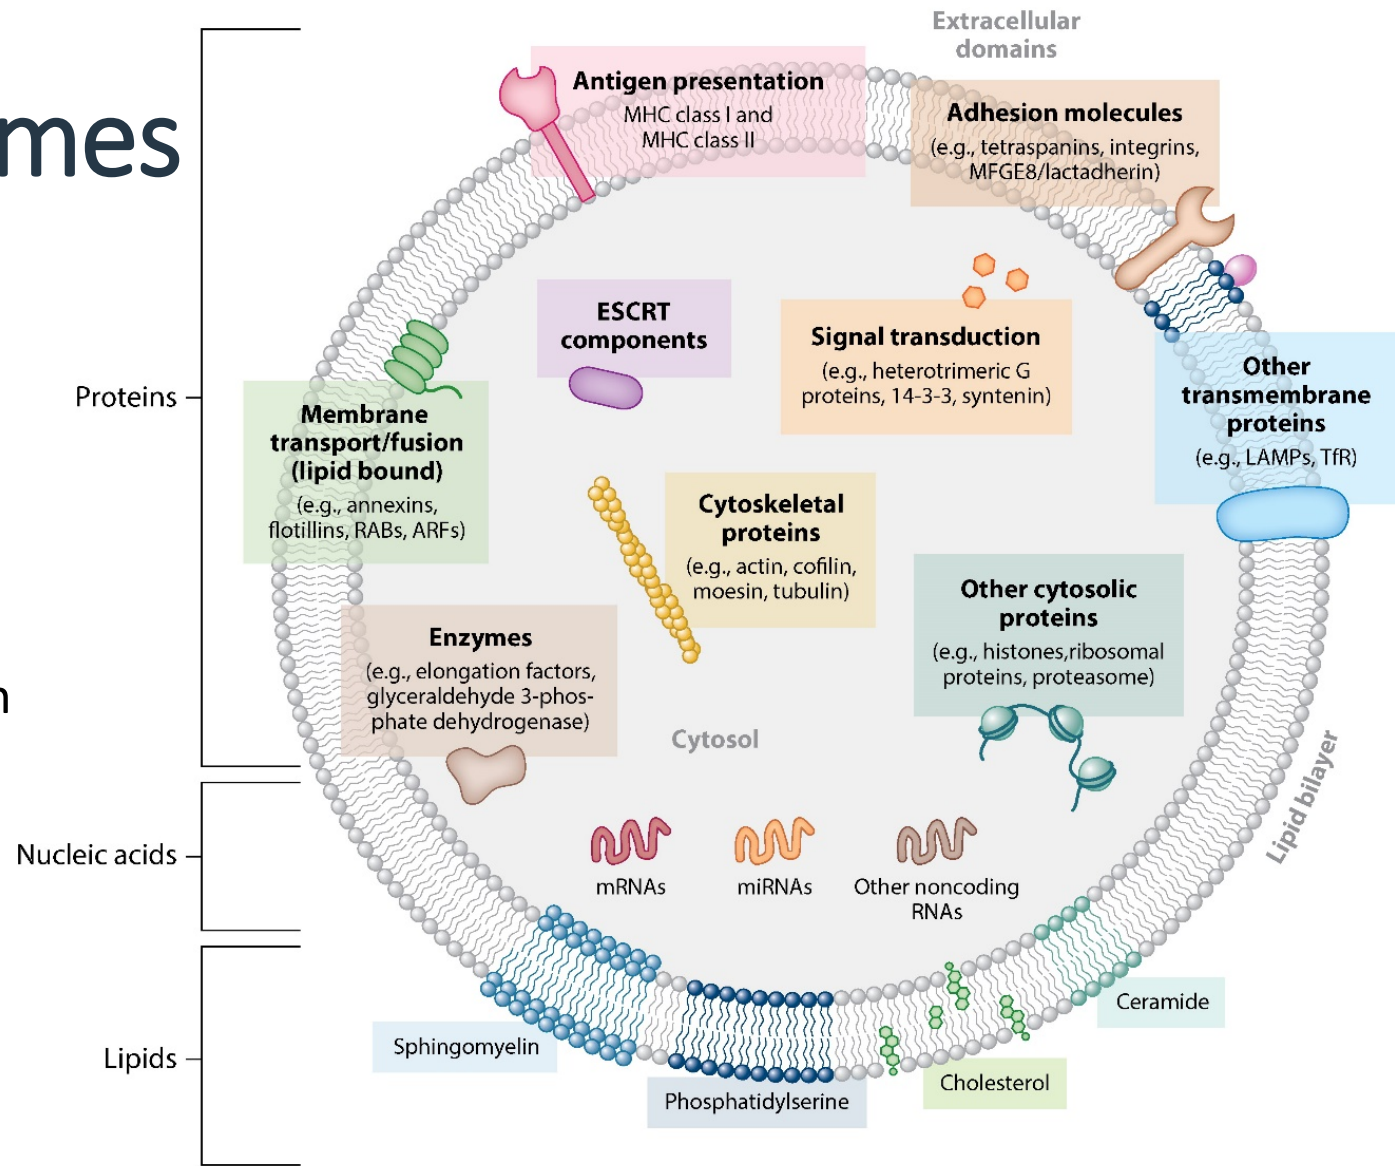 mes
n
Proteins
Nucleic acids
Lipids
Extracellular
domains
Antigen presentation
MHC class I and
MHC class II
Adhesion molecules
(e.g., tetraspanins, integrins,
MFGE8/lactadherin)
ESCRT
components
Signal transduction
(e.g., heterotrimeric G
proteins, 14-3-3, syntenin)
Other
transmembrane
proteins
(e.g., LAMPs, TfR)
Membrane
transport/fusion
(lipid bound)
(e.g., annexins,
flotillins, RABs, ARFs)
Cytoskeletal
proteins
(e.g., actin, cofilin,
moesin, tubulin)
Other cytosolic
proteins
(e.g., histones,ribosomal
proteins, proteasome)
Enzymes
(e.g., elongation factors,
glyceraldehyde 3-phos-
phate dehydrogenase)
Cytosol
Lipid bilayer
mRNAs
miRNAs
Other noncoding
RNAs
Sphingomyelin
Phosphatidylserine
Cholesterol
Ceramide